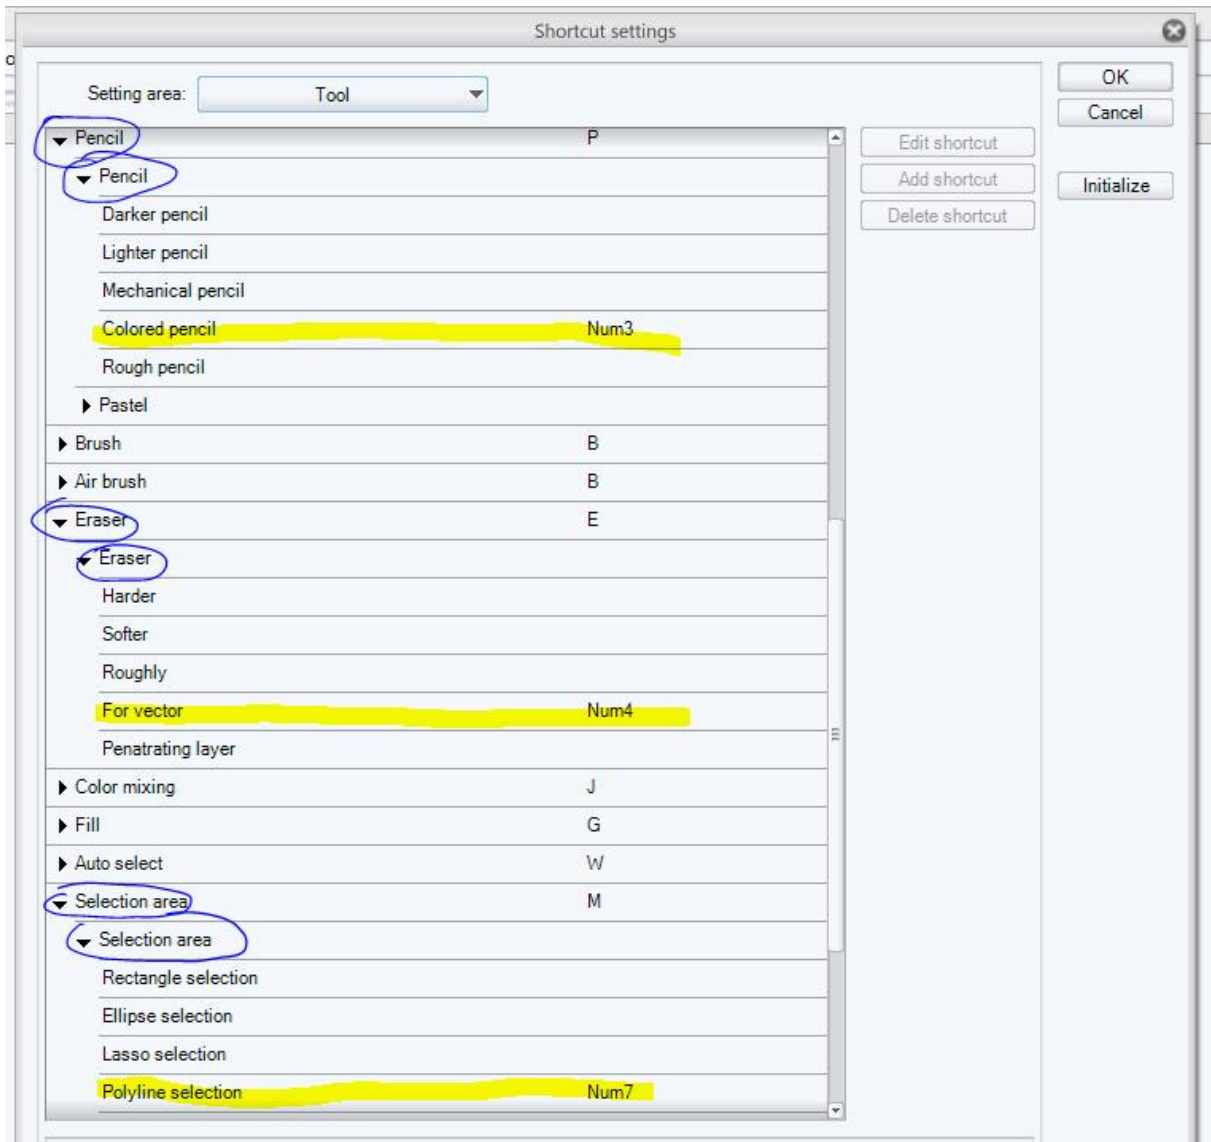 Shortcut settings
OK
Setting area: Tool
Cancel
Pencil P
Edit shortcut
Pencil
Add shortcut
Initialize
Darker pencil
Delete shortcut
Lighter pencil
Mechanical pencil
Colored pencil Num3
Rough pencil
Pastel
Brush B
Air brush B
Eraser E
Eraser
Harder
Softer
Roughly
For vector Num4
Penatrating layer
Color mixing J
Fill G
Auto select W
Selection area M
Selection area
Rectangle selection
Ellipse selection
Lasso selection
Polyline selection Num7